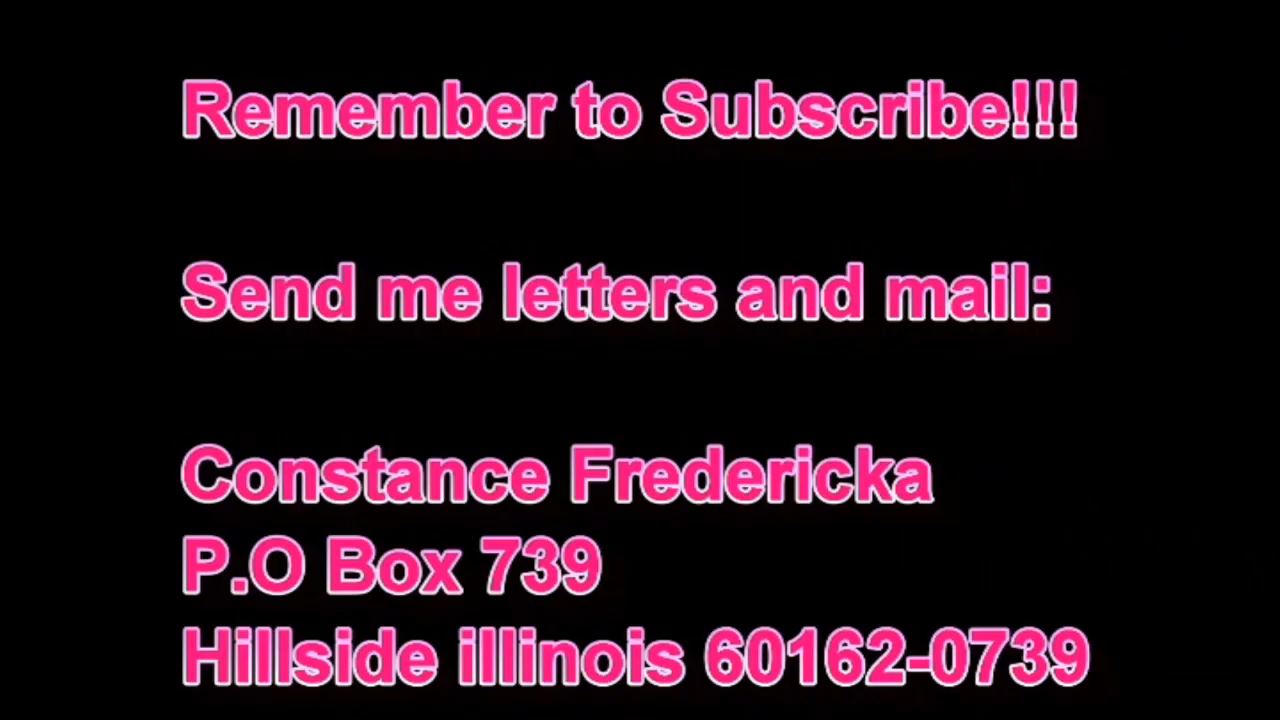 Remember to Subscribe!!!
Send me letters and mail:
Constance Fredericka
P.O Box 739
Hillside illinois 60162-0739